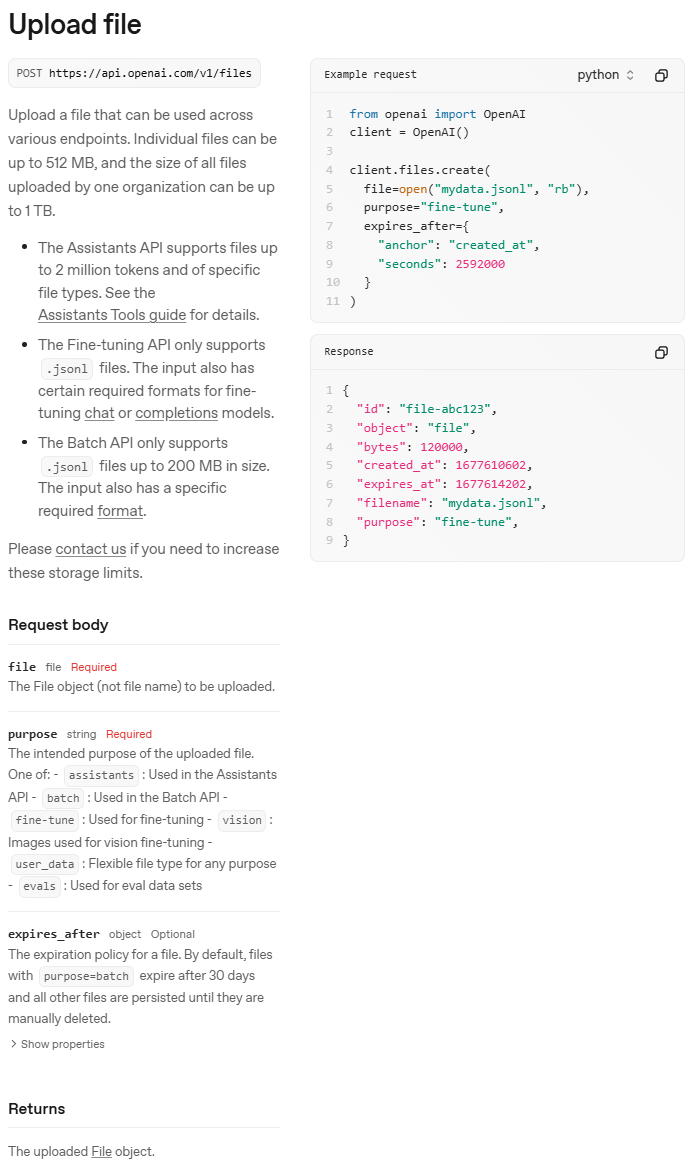 Upload file
POST https://api.openai.com/v1/files
Upload a file that can be used across
various endpoints. Individual files can be
up to 512 MB, and the size of all files
uploaded by one organization can be up
to 1 TB.
• The Assistants API supports files up
to 2 million tokens and of specific
file types. See the
Assistants Tools guide for details.
• The Fine-tuning API only supports
.jsonl files. The input also has
certain required formats for fine-
tuning chat or completions models.
• The Batch API only supports
.jsonl files up to 200 MB in size.
The input also has a specific
required format.
Please contact us if you need to increase
these storage limits.
Request body
file file Required
The File object (not file name) to be uploaded.
purpose string Required
The intended purpose of the uploaded file.
One of: - assistants : Used in the Assistants
API - batch : Used in the Batch API -
fine-tune : Used for fine-tuning - vision :
Images used for vision fine-tuning -
user_data : Flexible file type for any purpose
- evals : Used for eval data sets
expires_after object Optional
The expiration policy for a file. By default, files
with purpose=batch expire after 30 days
and all other files are persisted until they are
manually deleted.
> Show properties
Returns
The uploaded File object.
Example request python
1 from openai import OpenAI
2 client = OpenAI()
3
4 client.files.create(
5   file=open("mydata.jsonl", "rb"),
6   purpose="fine-tune",
7   expires_after={
8     "anchor": "created_at",
9     "seconds": 2592000
10   }
11 )
Response
1 {
2   "id": "file-abc123",
3   "object": "file",
4   "bytes": 120000,
5   "created_at": 1677610602,
6   "expires_at": 1677614202,
7   "filename": "mydata.jsonl",
8   "purpose": "fine-tune",
9 }